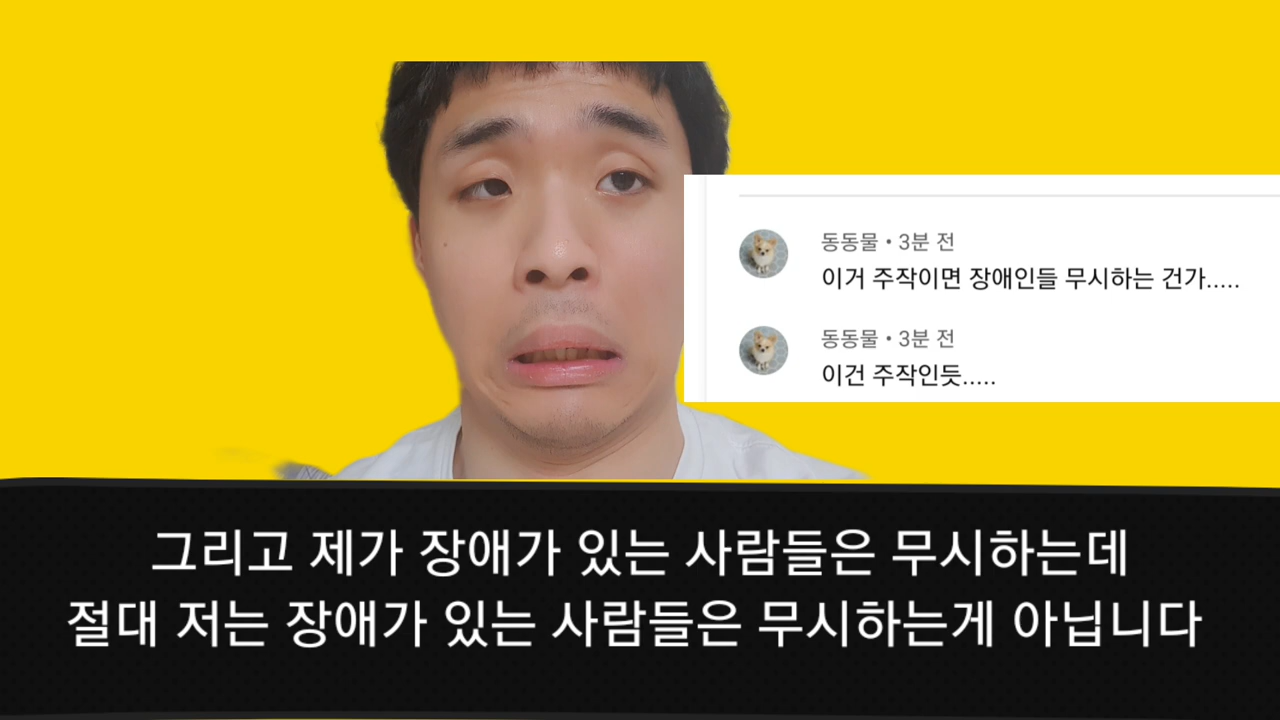 동동물 • 3분 전
이거 주작이면 장애인들 무시하는 건가.....
동동물 • 3분 전
이건 주작인듯.....
그리고 제가 장애가 있는 사람들은 무시하는데
절대 저는 장애가 있는 사람들은 무시하는게 아닙니다